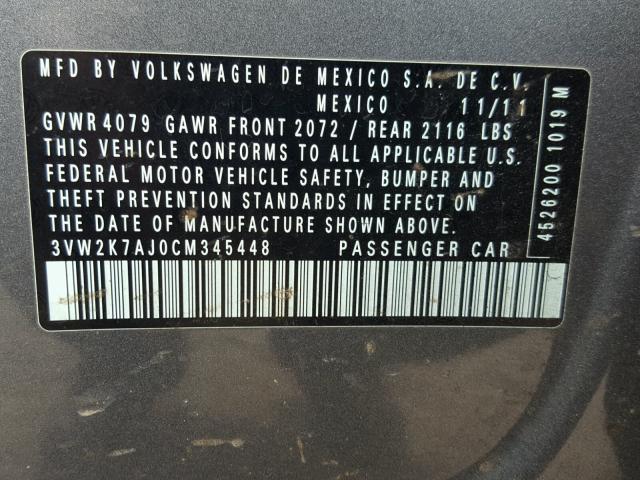 MFD BY VOLKSWAGEN DE MEXICO S.A. DE C.V.
MEXICO 11/11
GVWR 4079 GAWR FRONT 2072 / REAR 2116 LBS
THIS VEHICLE CONFORMS TO ALL APPLICABLE U.S.
FEDERAL MOTOR VEHICLE SAFETY, BUMPER AND
THEFT PREVENTION STANDARDS IN EFFECT ON
THE DATE OF MANUFACTURE SHOWN ABOVE.
3VW2K7AJ0CM345448 PASSENGER CAR
4526200 1019 M